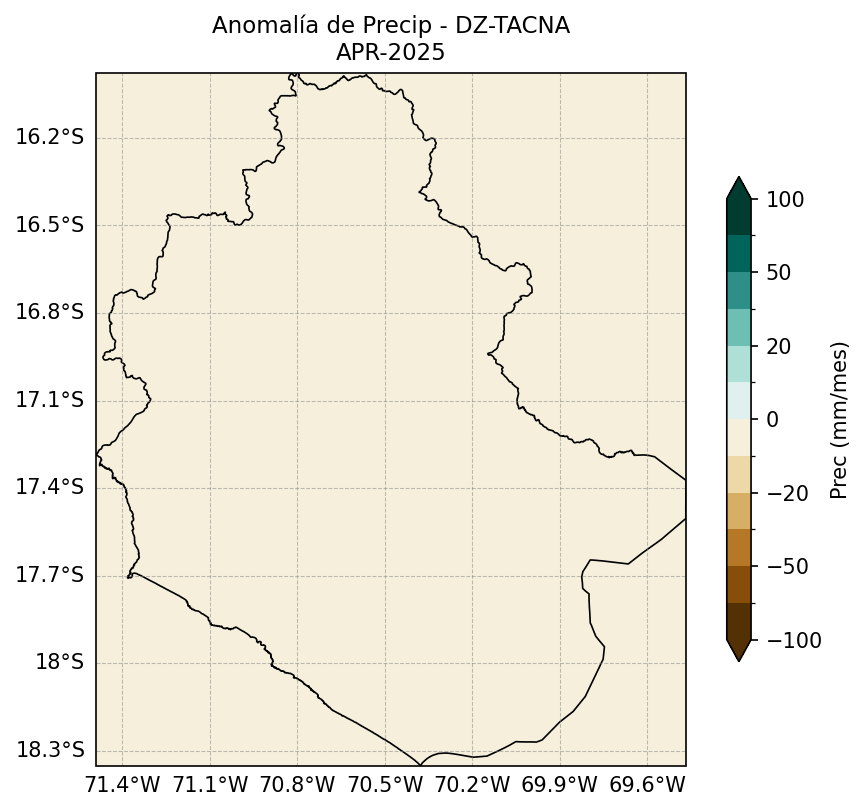 Anomalía de Precip - DZ-TACNA
APR-2025
16.2°S
16.5°S
16.8°S
17.1°S
17.4°S
17.7°S
18°S
18.3°S
71.4°W 71.1°W 70.8°W 70.5°W 70.2°W 69.9°W 69.6°W
100
50
20
0
−20
−50
−100
Prec (mm/mes)